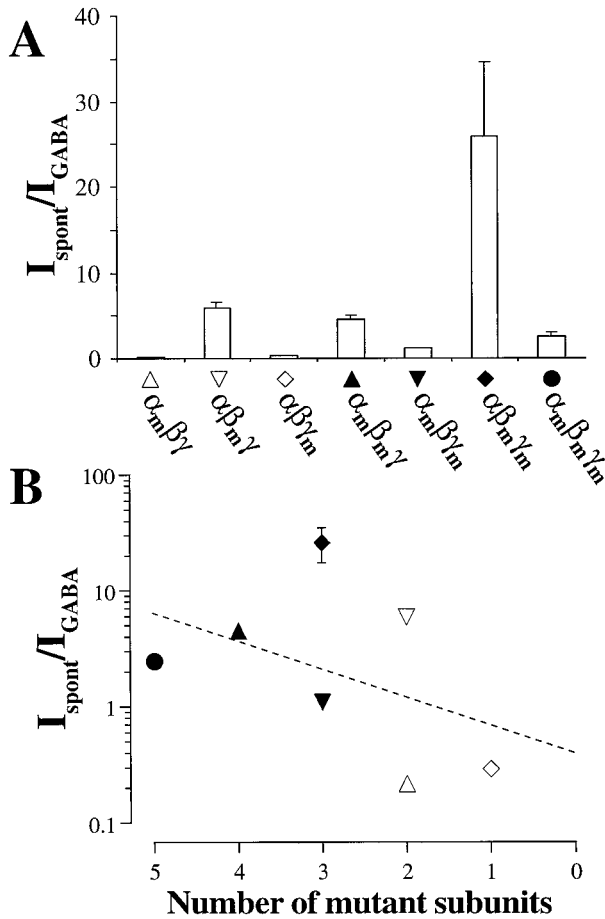 A
40
30
20
10
0
I_spont/I_GABA
α_mβγ
αβ_mγ
αβγ_m
α_mβ_mγ
α_mβγ_m
αβ_mγ_m
α_mβ_mγ_m
B
100
10
1
0.1
I_spont/I_GABA
5 4 3 2 1 0
Number of mutant subunits